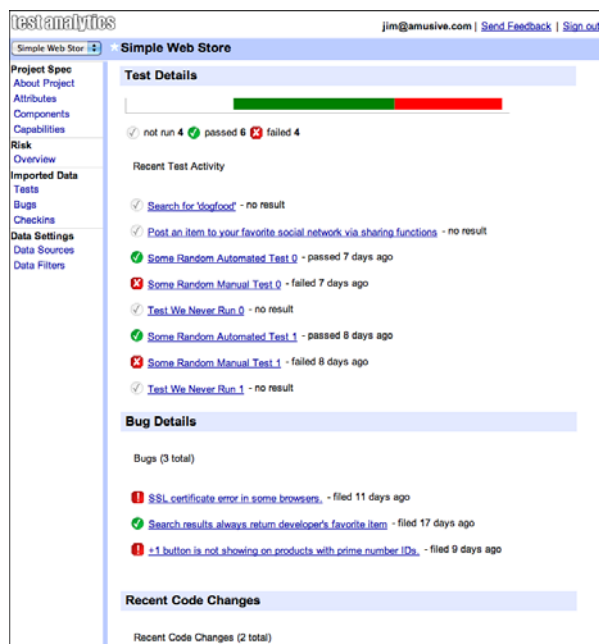 test analytics
jim@amusive.com | Send Feedback | Sign out
Simple Web Stor
Simple Web Store
Project Spec
About Project
Attributes
Components
Capabilities
Risk
Overview
Imported Data
Tests
Bugs
Checkins
Data Settings
Data Sources
Data Filters
Test Details
not run 4 passed 6 failed 4
Recent Test Activity
Search for 'dogfood' - no result
Post an item to your favorite social network via sharing functions - no result
Some Random Automated Test 0 - passed 7 days ago
Some Random Manual Test 0 - failed 7 days ago
Test We Never Run 0 - no result
Some Random Automated Test 1 - passed 8 days ago
Some Random Manual Test 1 - failed 8 days ago
Test We Never Run 1 - no result
Bug Details
Bugs (3 total)
SSL certificate error in some browsers. - filed 11 days ago
Search results always return developer's favorite item - filed 17 days ago
+1 button is not showing on products with prime number IDs. - filed 9 days ago
Recent Code Changes
Recent Code Changes (2 total)